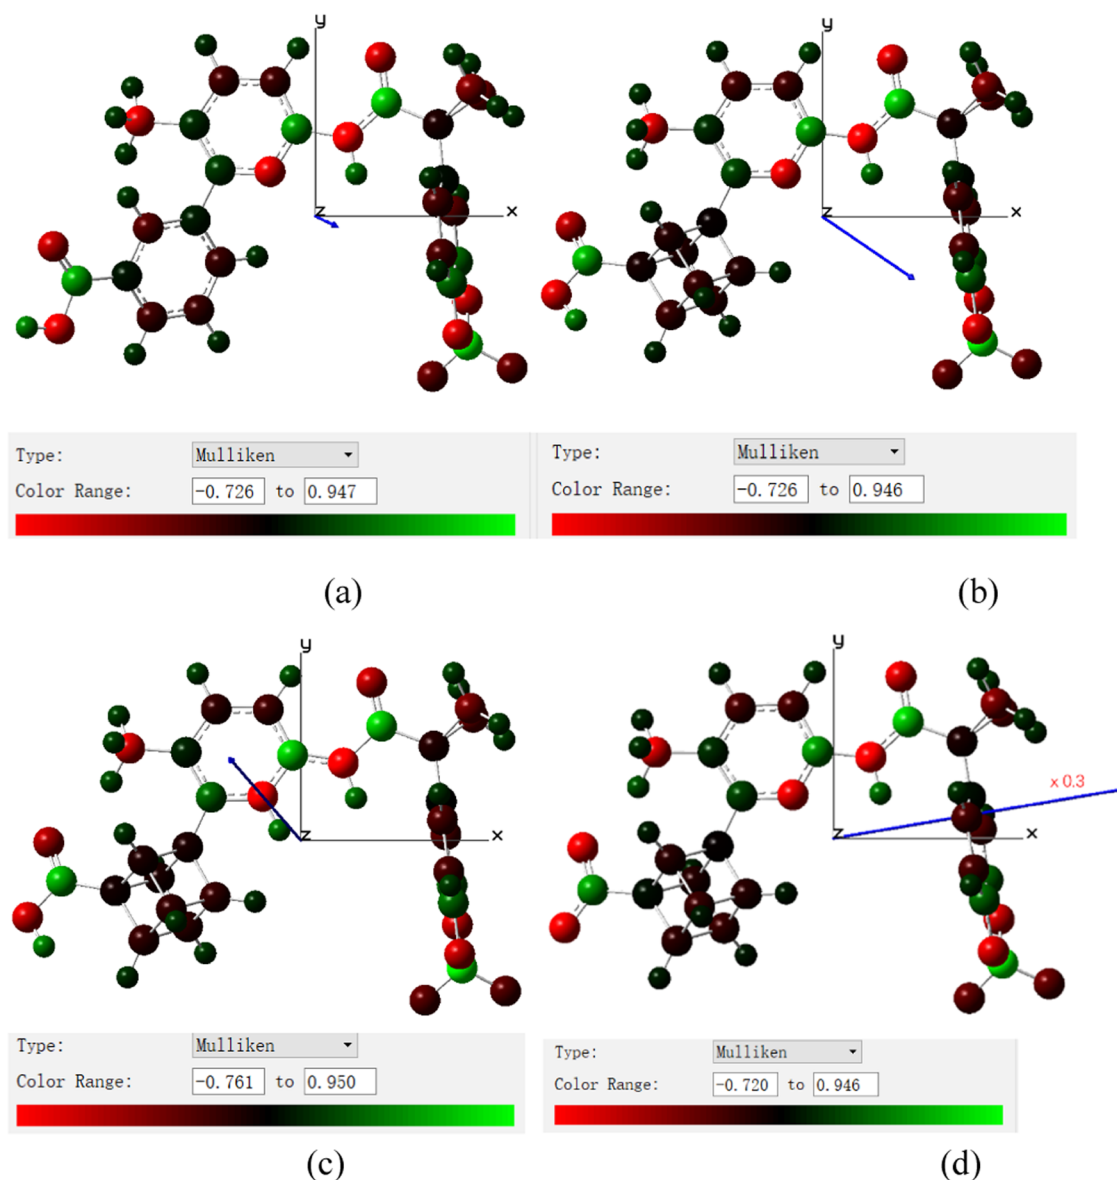 y
z
x
y
z
x
Type: Mulliken
Color Range: -0.726 to 0.947
Type: Mulliken
Color Range: -0.726 to 0.946
(a)
(b)
y
z
x
y
z
x
x 0.3
Type: Mulliken
Color Range: -0.761 to 0.950
Type: Mulliken
Color Range: -0.720 to 0.946
(c)
(d)